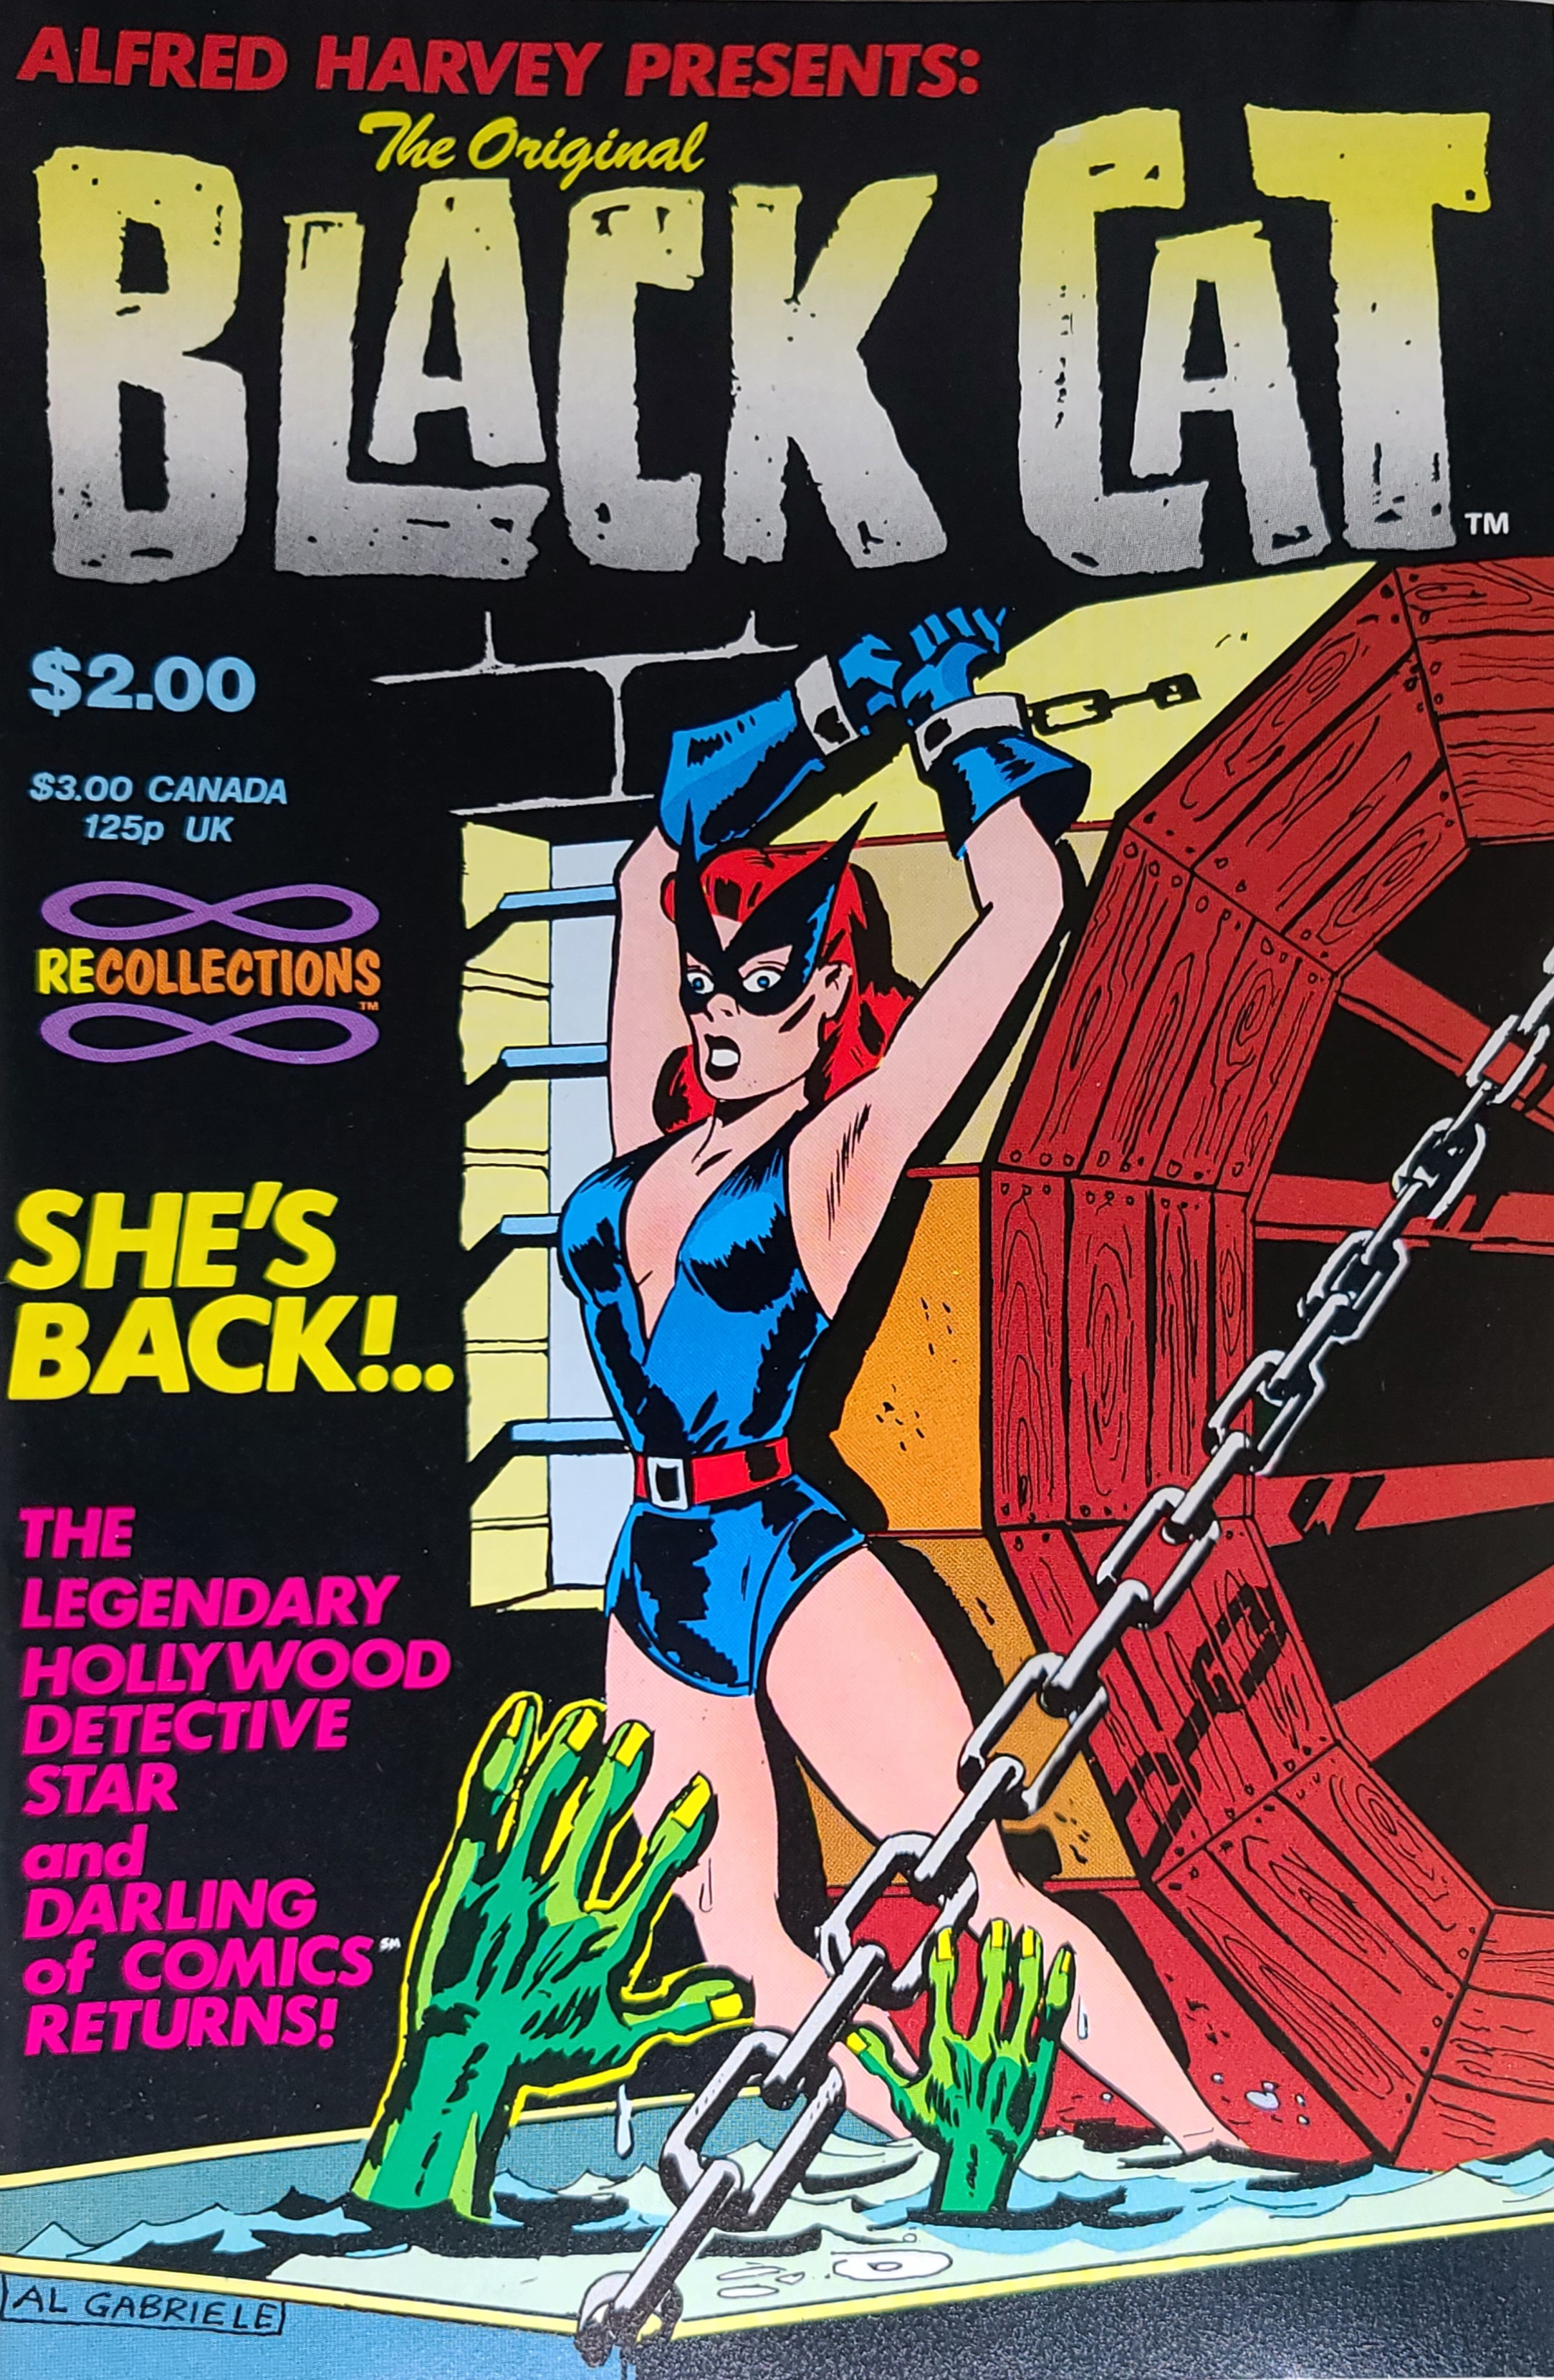 ALFRED HARVEY PRESENTS:
The Original
BLACK CAT
TM
$2.00
$3.00 CANADA
125p UK
RECOLLECTIONS
TM
SHE'S
BACK!..
THE
LEGENDARY
HOLLYWOOD
DETECTIVE
STAR
and
DARLING
of COMICS SM
RETURNS!
AL GABRIELE